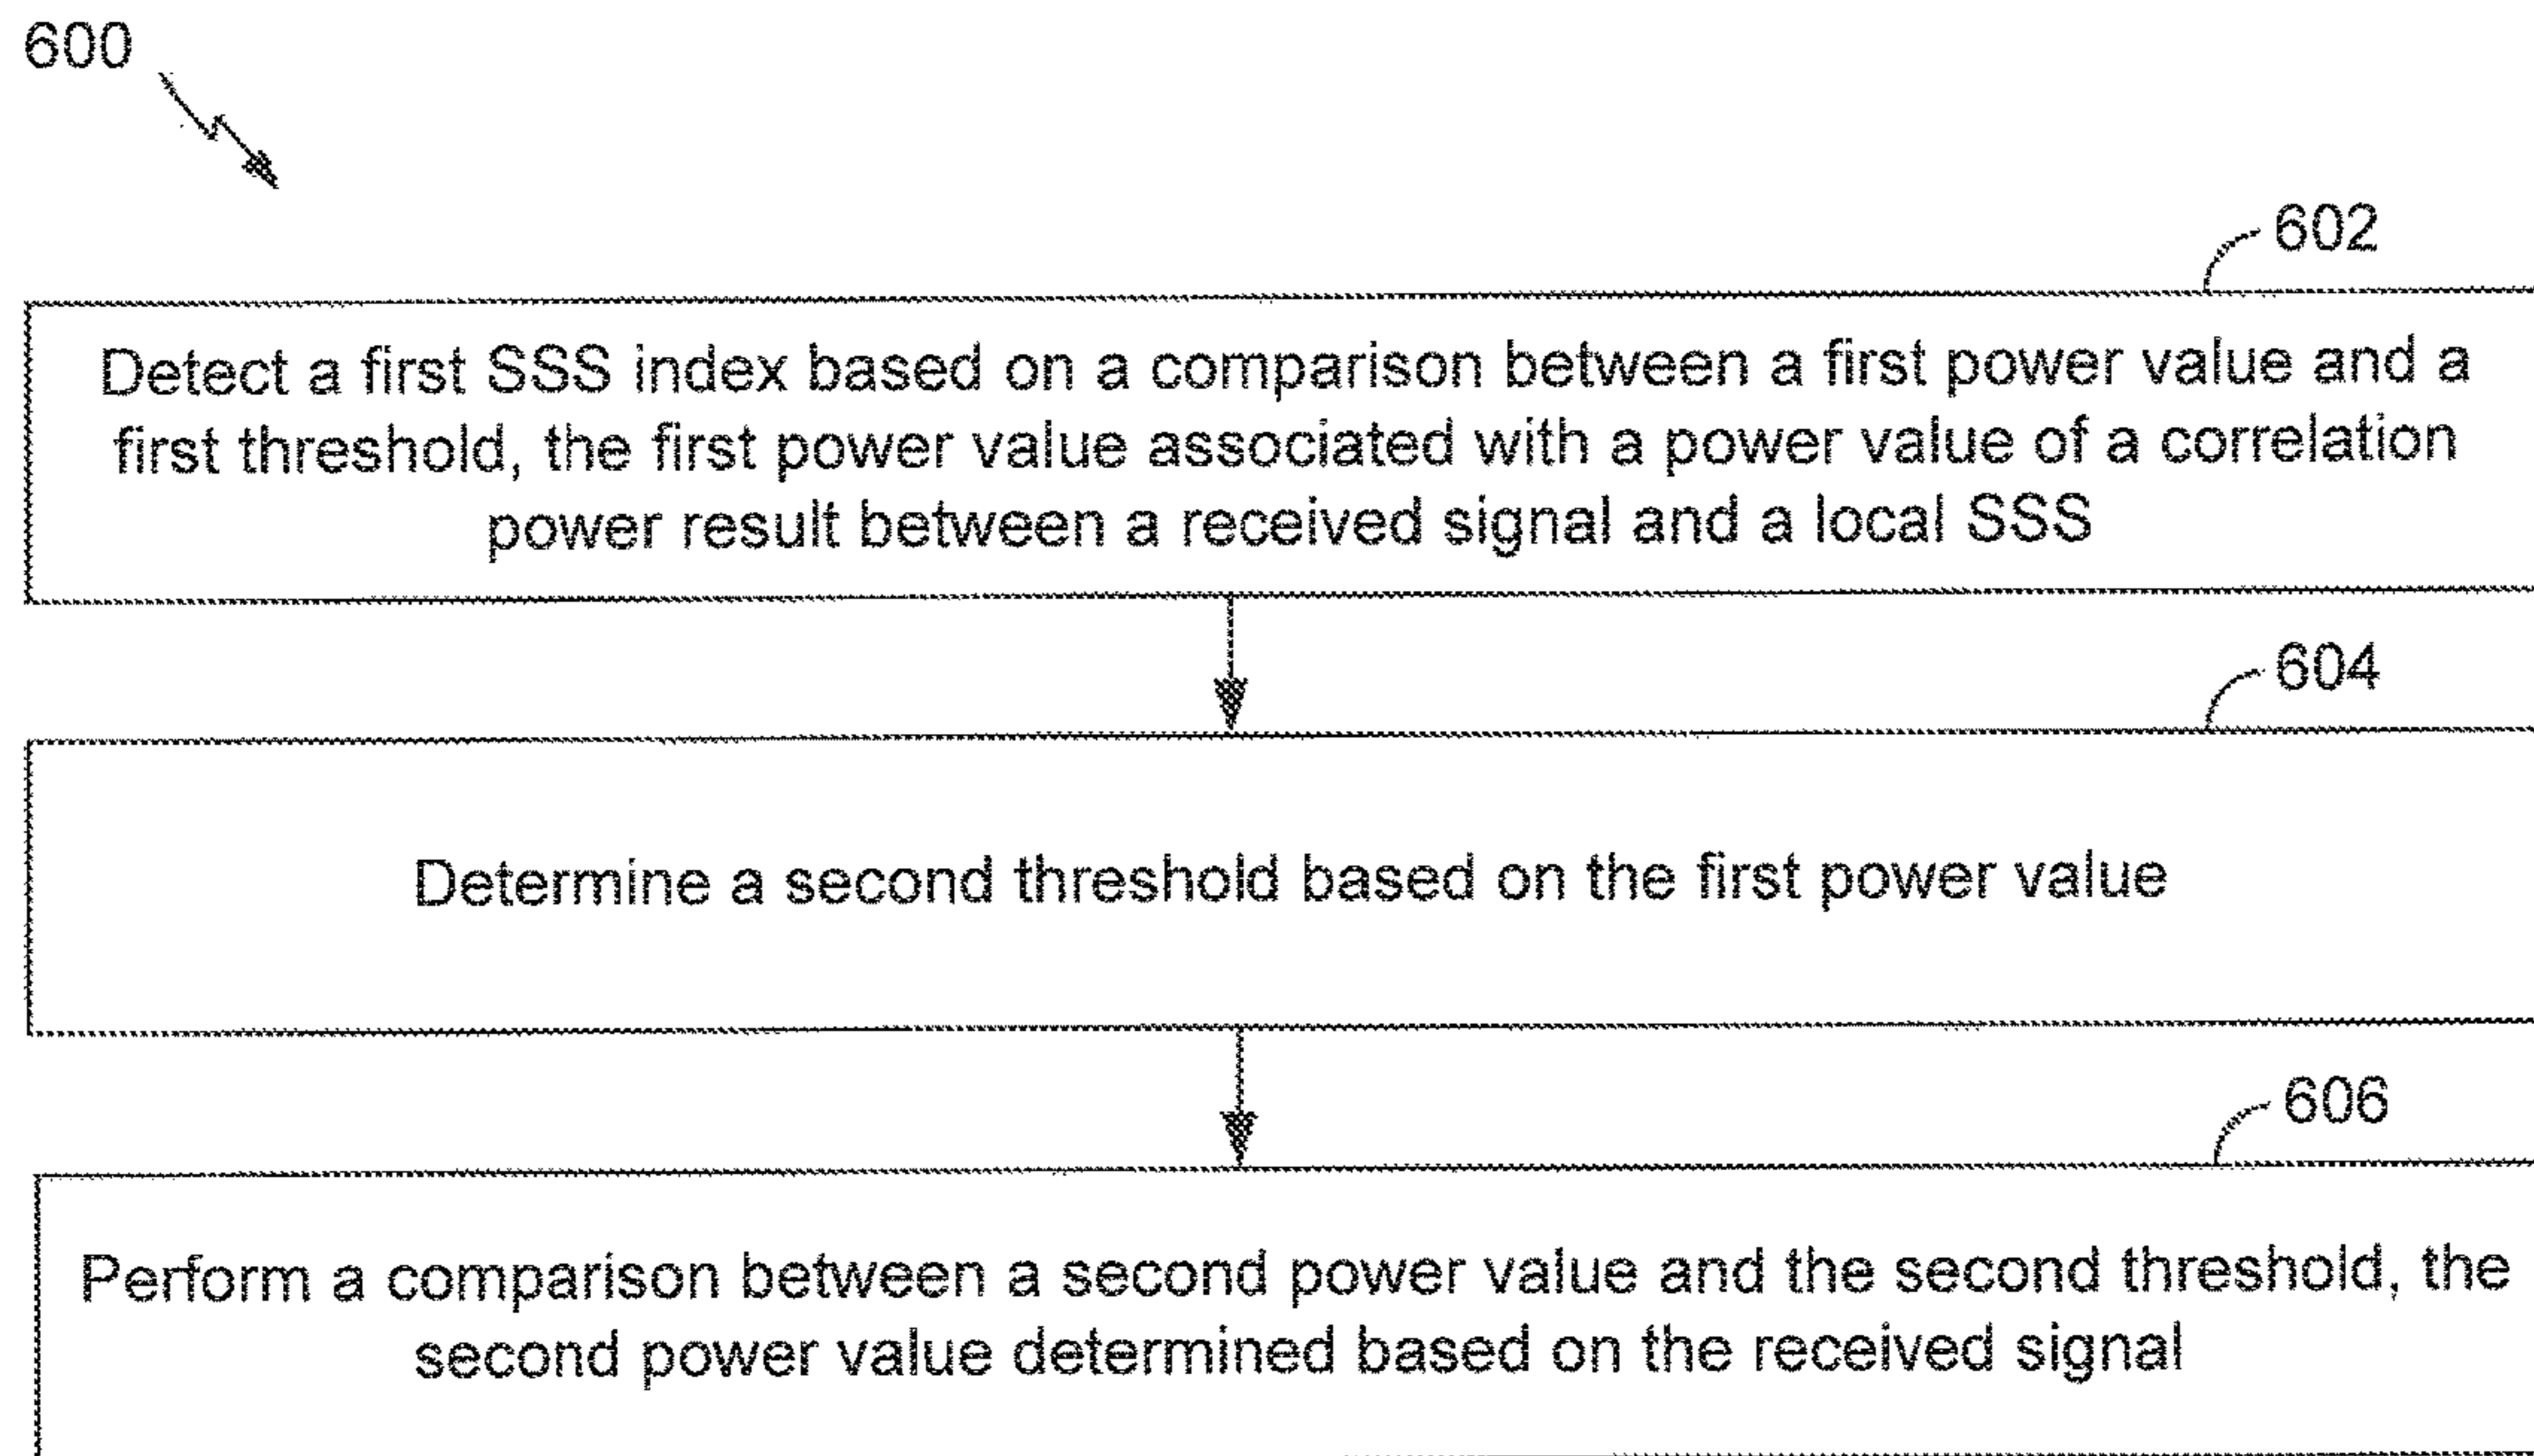 600
602
Detect a first SSS index based on a comparison between a first power value and a
first threshold, the first power value associated with a power value of a correlation
power result between a received signal and a local SSS
604
Determine a second threshold based on the first power value
606
Perform a comparison between a second power value and the second threshold, the
second power value determined based on the received signal